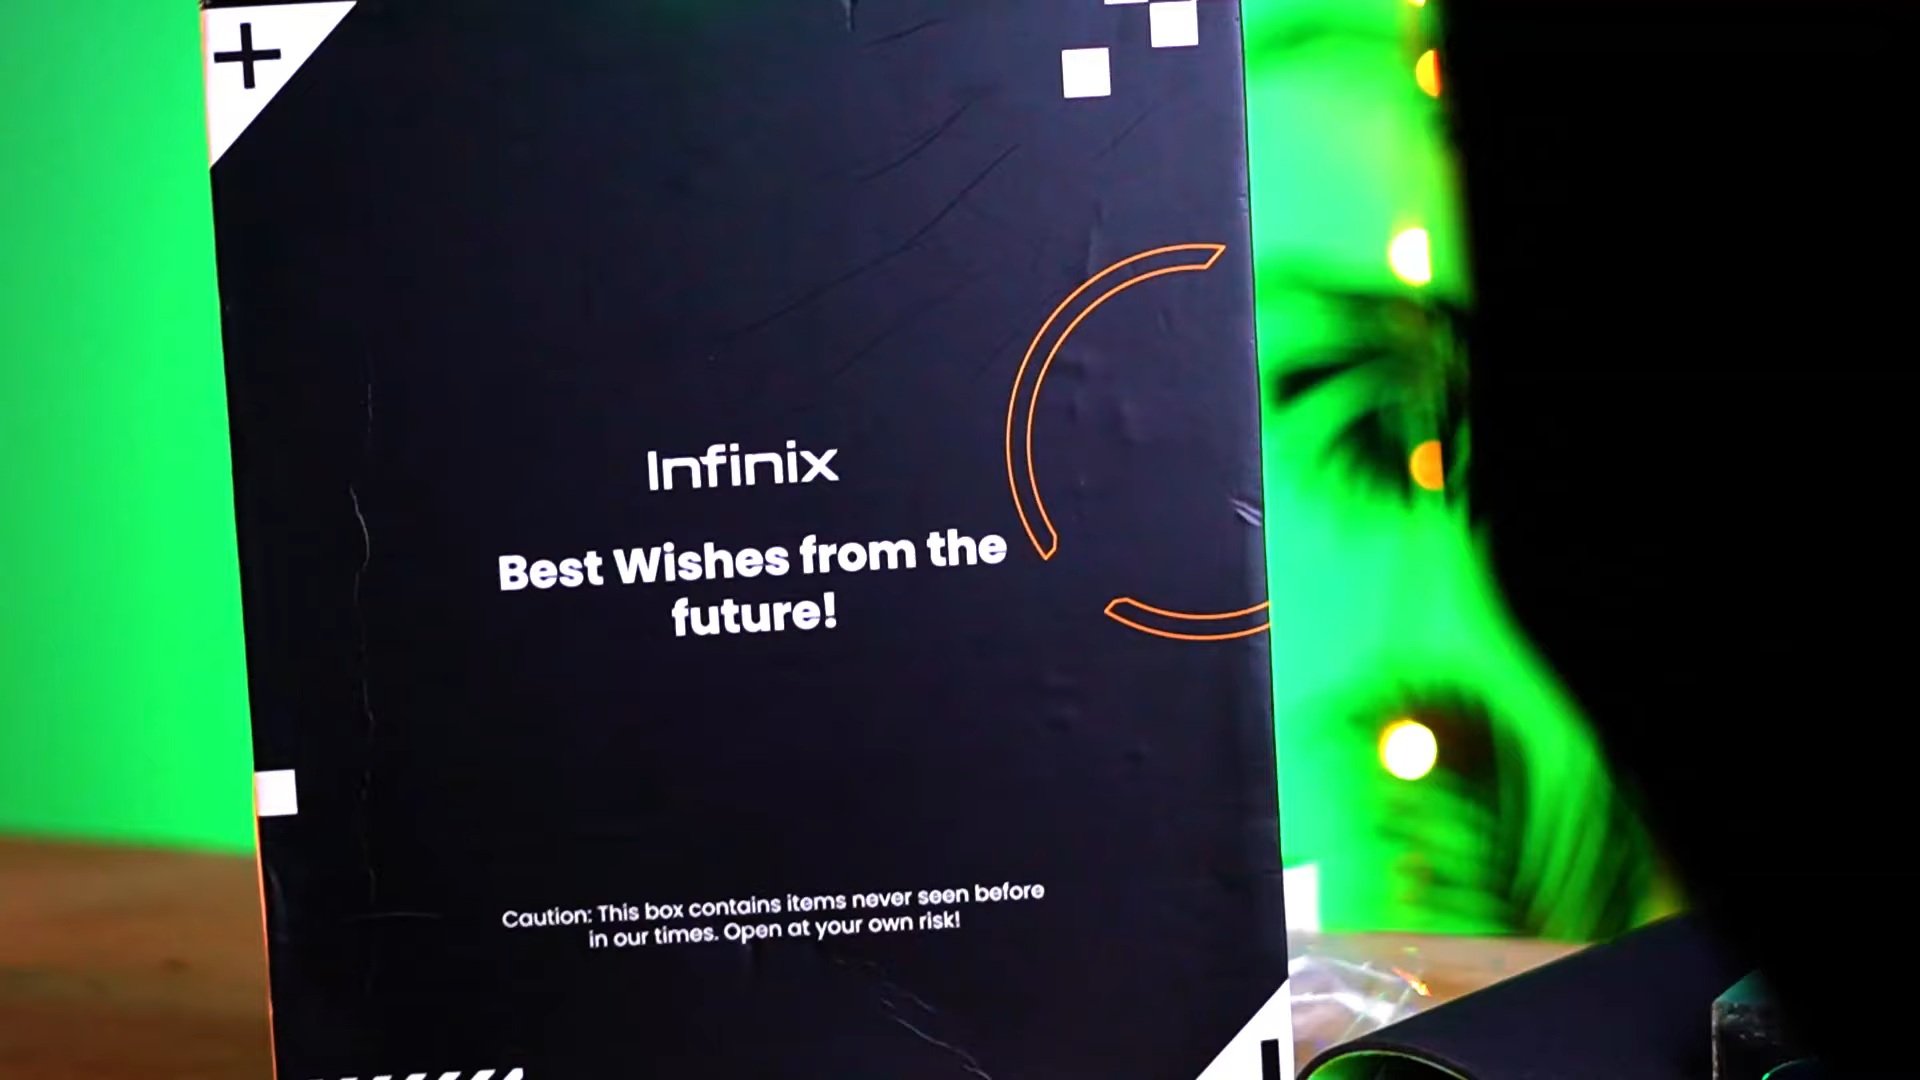 Infinix
Best Wishes from the
future!
Caution: This box contains items never seen before
in our times. Open at your own risk!